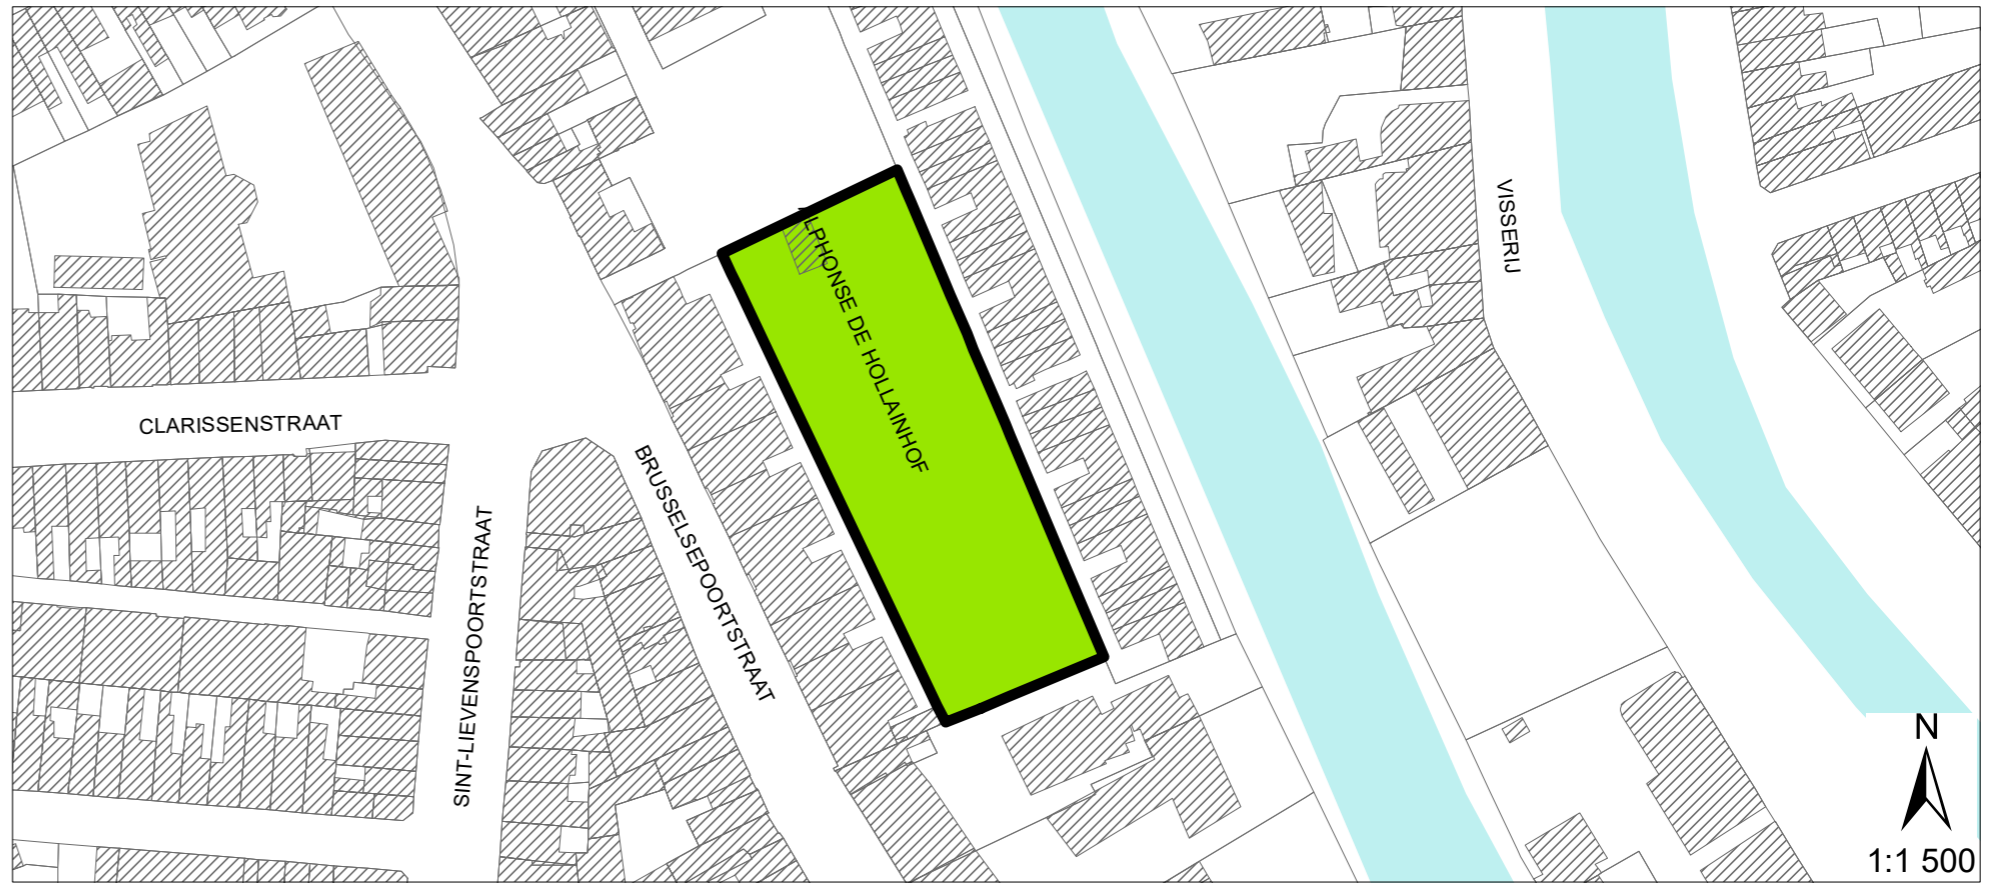 VISSERIJ
ALPHONSE DE HOLLAINHOF
CLARISSENSTRAAT
BRUSSELSEPOORTSTRAAT
SINT-LIEVENSPOORTSTRAAT
N
1:1 500